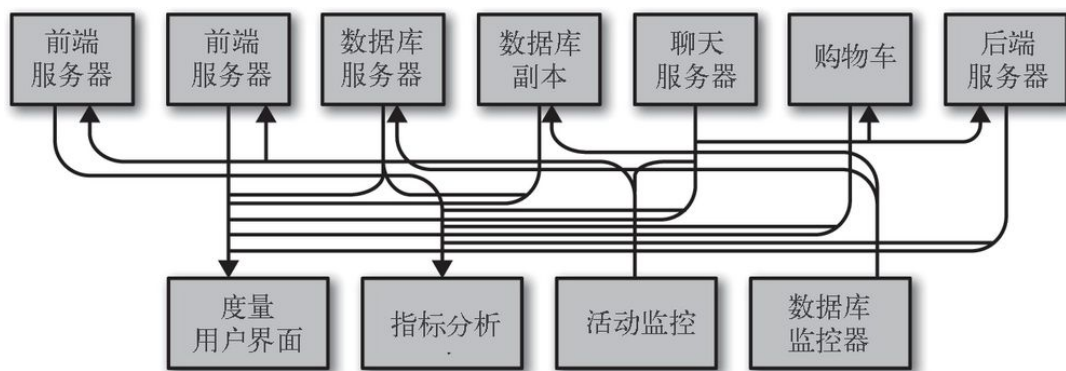 前端
服务器
前端
服务器
数据库
服务器
数据库
副本
聊天
服务器
购物车
后端
服务器
度量
用户界面
指标分析
活动监控
数据库
监控器